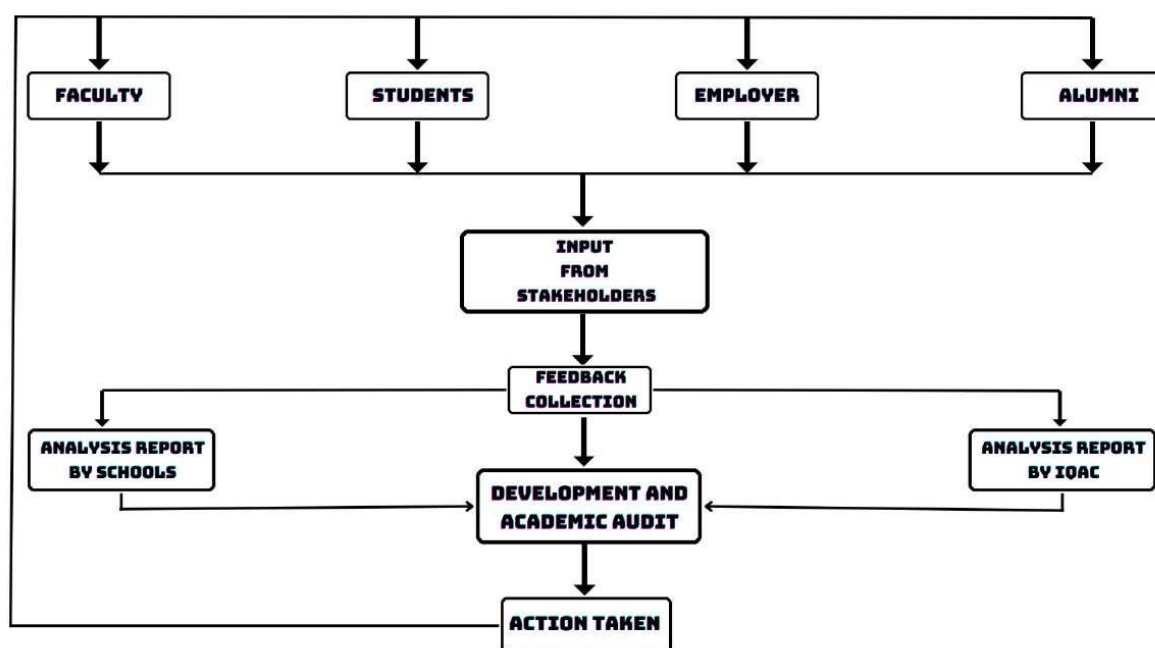 FACULTY
STUDENTS
EMPLOYER
ALUMNI
INPUT
FROM
STAKEHOLDERS
FEEDBACK
COLLECTION
ANALYSIS REPORT
BY SCHOOLS
ANALYSIS REPORT
BY IQAC
DEVELOPMENT AND
ACADEMIC AUDIT
ACTION TAKEN